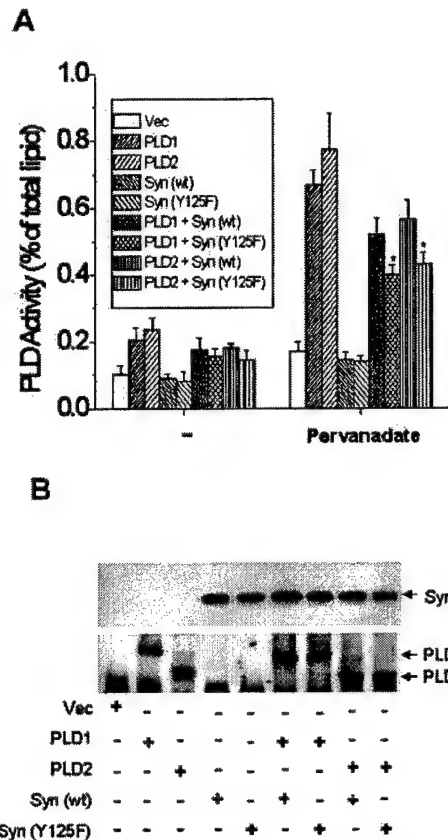 A
PLD Activity (% of total lipid)
1.0
0.8
0.6
0.4
0.2
0.0
Vec
PLD1
PLD2
Syn (wt)
Syn (Y125F)
PLD1 + Syn (wt)
PLD1 + Syn (Y125F)
PLD2 + Syn (wt)
PLD2 + Syn (Y125F)
* *
- Pervanadate
B
Syn
PLD
PLD
Vec + - - - - - - - -
PLD1 - + - - - + + - -
PLD2 - - + - - - - + +
Syn (wt) - - - + - + - + -
Syn (Y125F) - - - - + - + - +